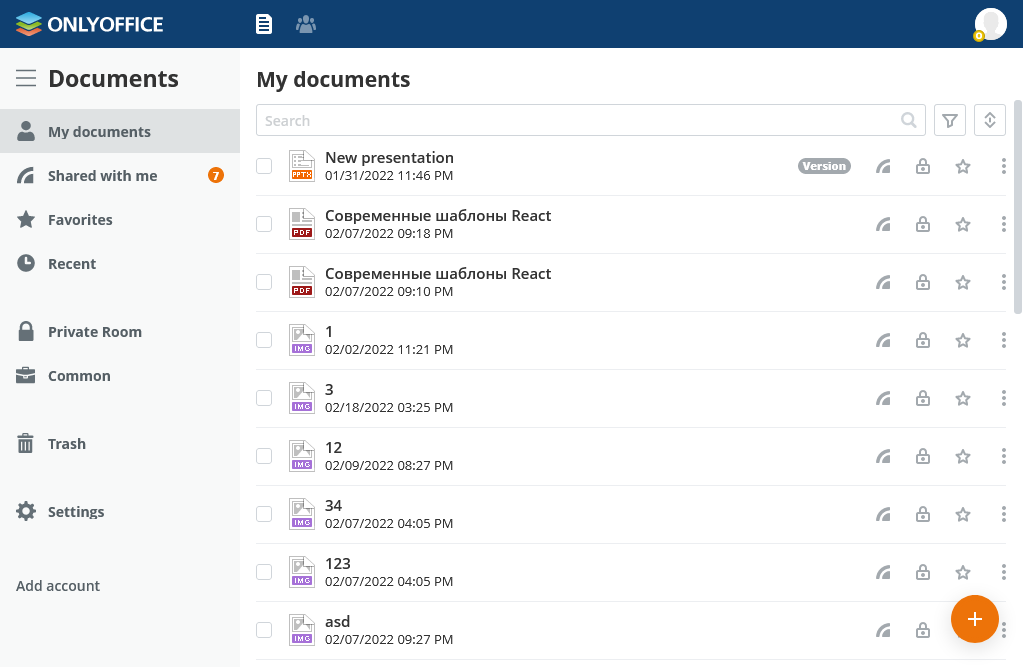 ONLYOFFICE
Documents
My documents
Shared with me 7
Favorites
Recent
Private Room
Common
Trash
Settings
Add account
My documents
Search
PPTX New presentation Version
01/31/2022 11:46 PM
PDF Современные шаблоны React
02/07/2022 09:18 PM
PDF Современные шаблоны React
02/07/2022 09:10 PM
IMG 1
02/02/2022 11:21 PM
IMG 3
02/18/2022 03:25 PM
IMG 12
02/09/2022 08:27 PM
IMG 34
02/07/2022 04:05 PM
IMG 123
02/07/2022 04:05 PM
IMG asd
02/07/2022 09:27 PM